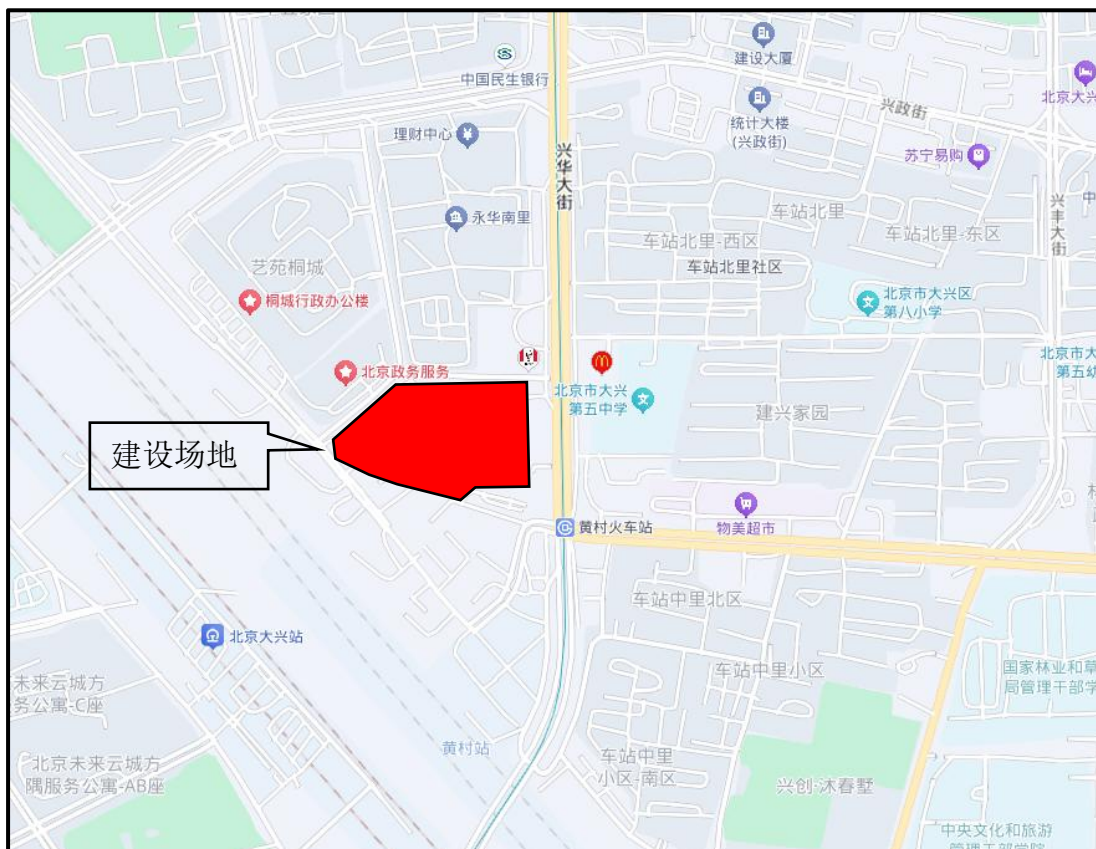 建设大厦
中国民生银行
北京大兴
兴政街
统计大楼
(兴政街)
理财中心
苏宁易购
兴华大街
兴丰大街
永华南里
车站北里
车站北里-西区
车站北里-东区
车站北里社区
艺苑桐城
桐城行政办公楼
北京市大兴区
第八小学
北京政务服务
北京市大
第五幼
北京市大兴
第五中学
建兴家园
建设场地
物美超市
黄村火车站
车站中里北区
北京大兴站
车站中里小区
国家林业和草
局管理干部学
未来云城方
务公寓-C座
黄村站
车站中里
小区-南区
北京未来云城方
隅服务公寓-AB座
兴创·沐春墅
中央文化和旅游
管理干部学院